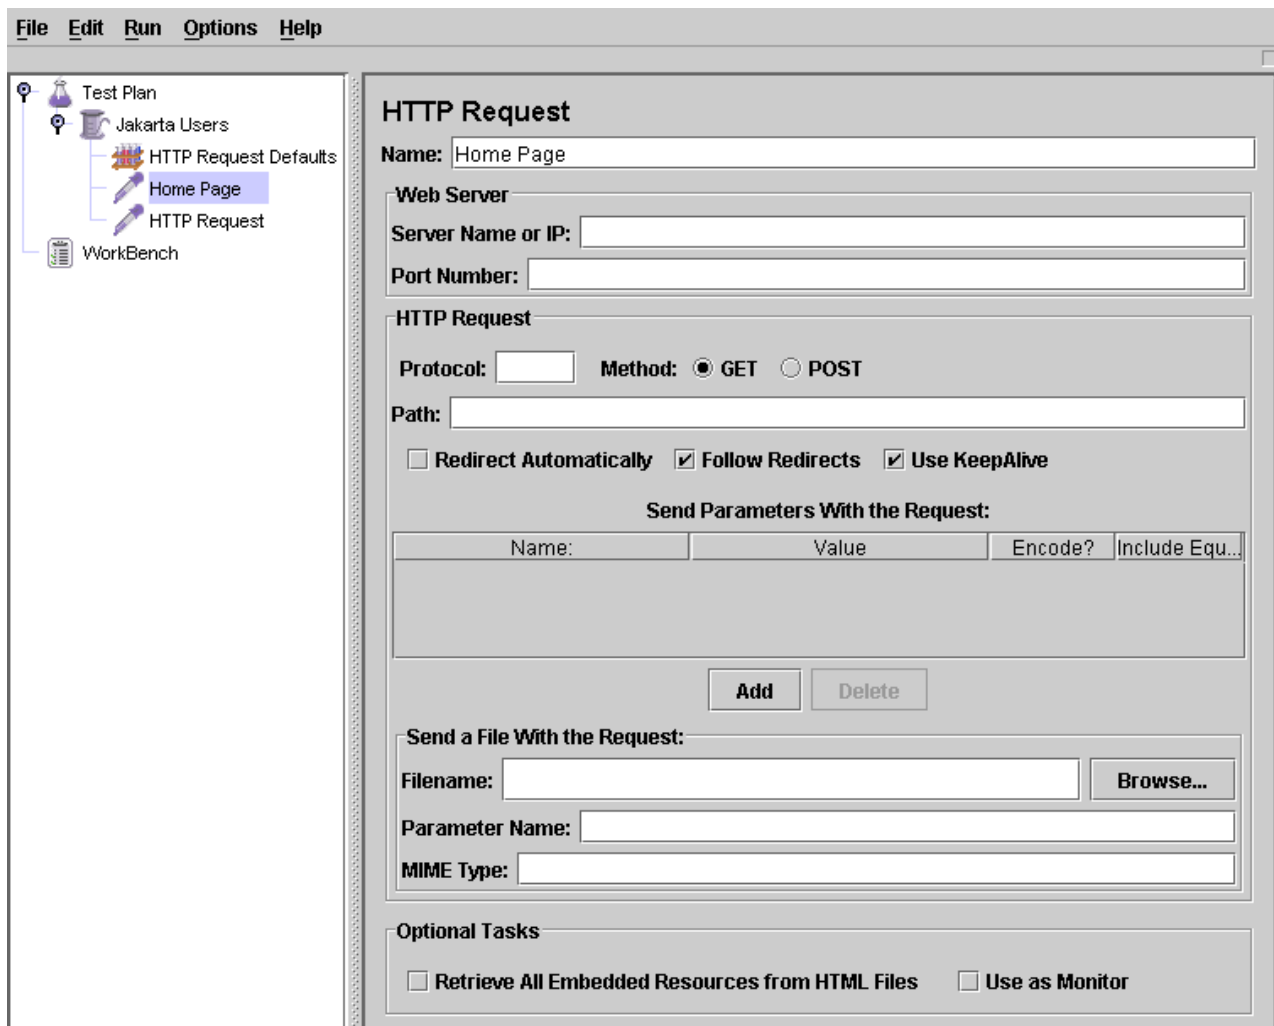 File Edit Run Options Help
Test Plan
Jakarta Users
HTTP Request Defaults
Home Page
HTTP Request
WorkBench
HTTP Request
Name: Home Page
Web Server
Server Name or IP:
Port Number:
HTTP Request
Protocol: Method: GET POST
Path:
Redirect Automatically Follow Redirects Use KeepAlive
Send Parameters With the Request:
Name: Value Encode? Include Equ...
Add Delete
Send a File With the Request:
Filename: Browse...
Parameter Name:
MIME Type:
Optional Tasks
Retrieve All Embedded Resources from HTML Files Use as Monitor